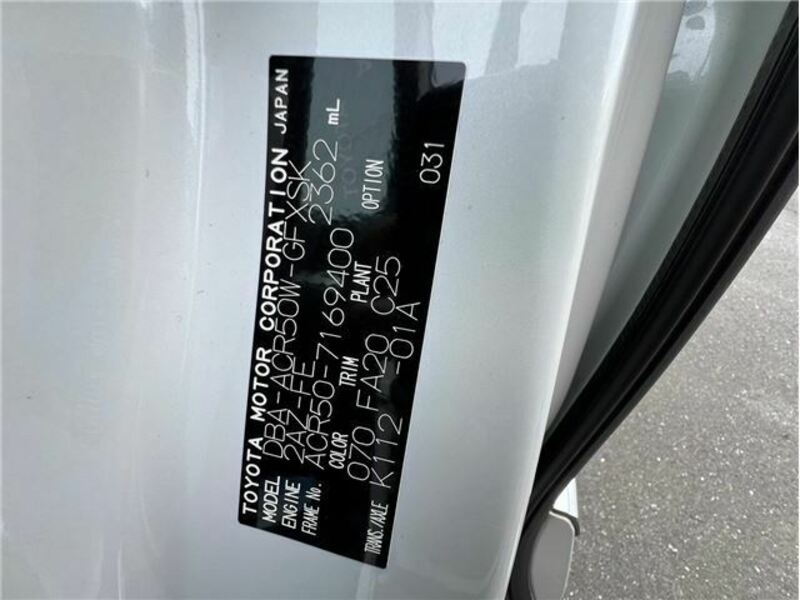 TOYOTA MOTOR CORPORATION JAPAN
MODEL DBA-ACR50W-GFXSK
ENGINE 2AZ-FE 2362 mL
FRAME No. ACR50-7169400
COLOR TRIM PLANT OPTION
070 FA20 C25 031
TRANS./AXLE K112 -01A